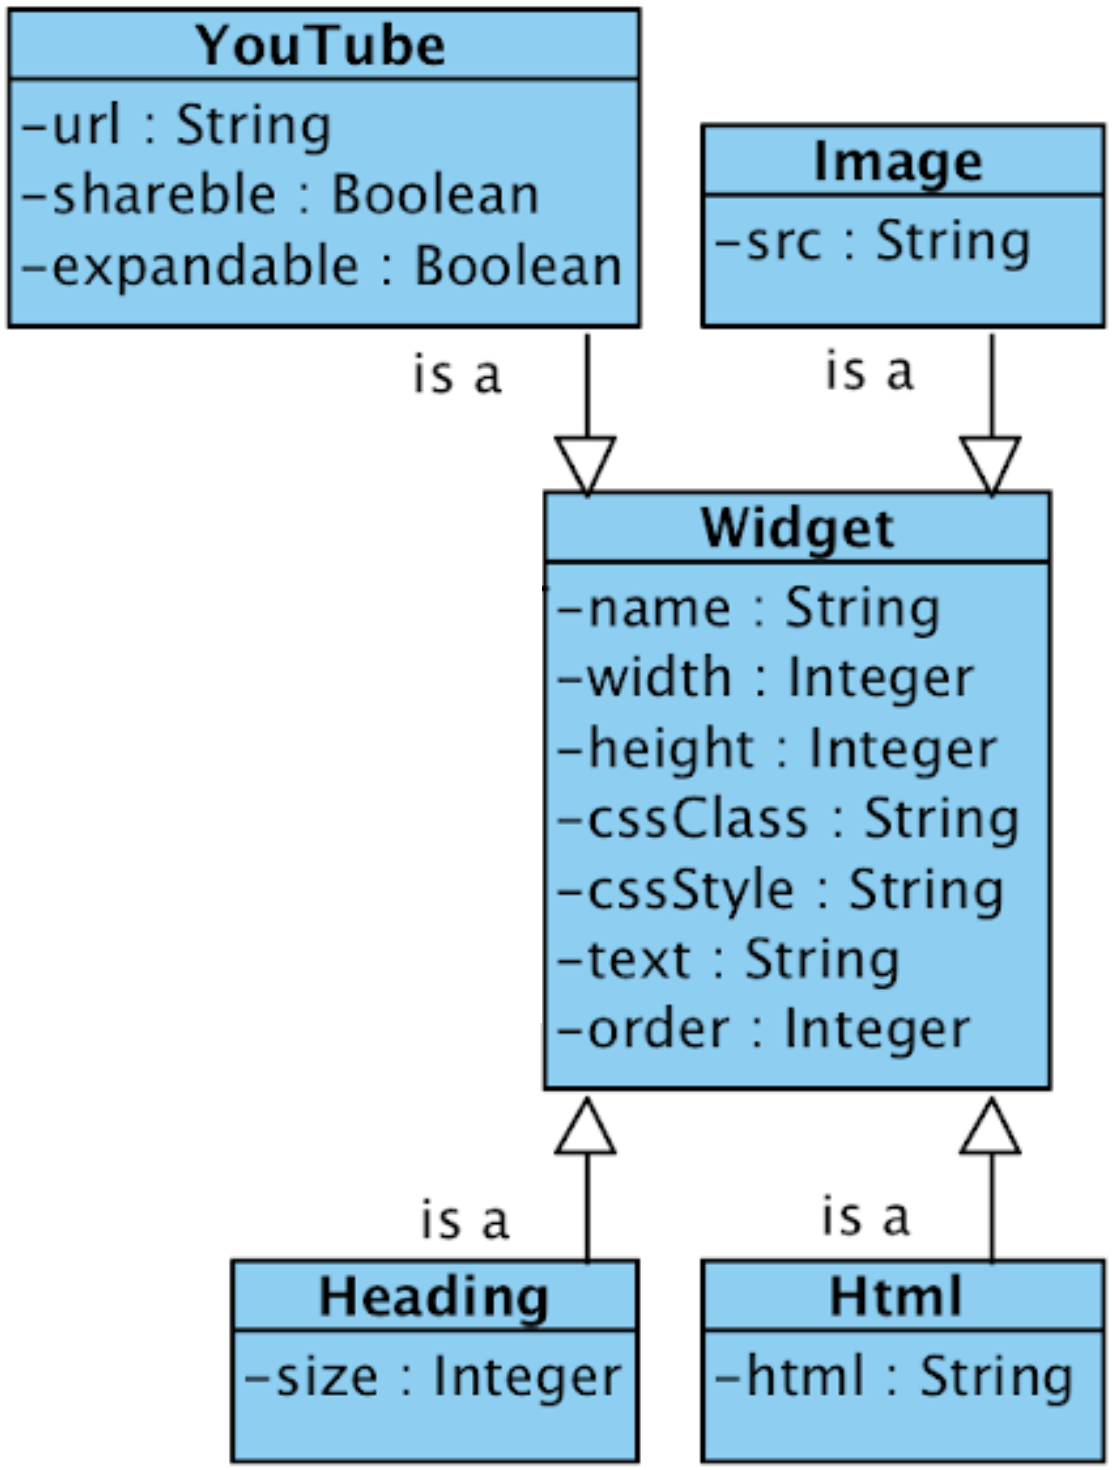 YouTube
-url : String
-shareble : Boolean
-expandable : Boolean
Image
-src : String
is a
is a
Widget
-name : String
-width : Integer
-height : Integer
-cssClass : String
-cssStyle : String
-text : String
-order : Integer
is a
is a
Heading
-size : Integer
Html
-html : String